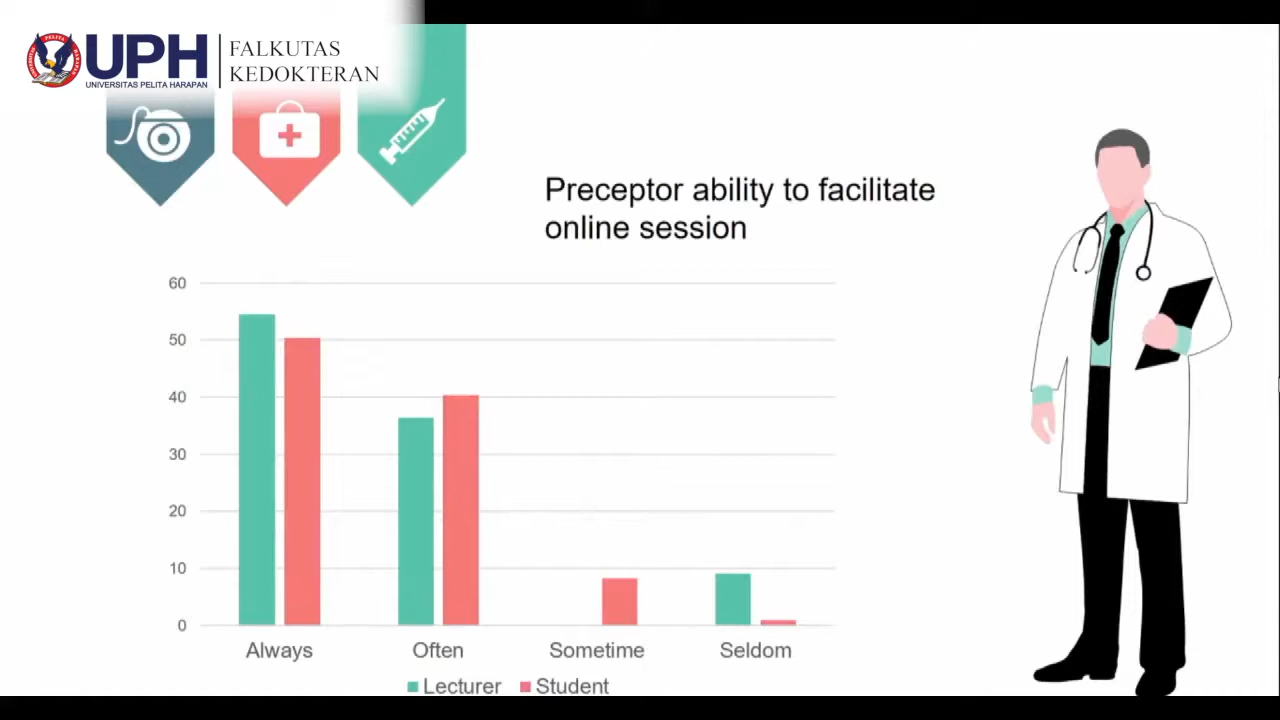 UPH
UNIVERSITAS PELITA HARAPAN
FALKUTAS
KEDOKTERAN
Preceptor ability to facilitate
online session
60
50
40
30
20
10
0
Always Often Sometime Seldom
Lecturer Student